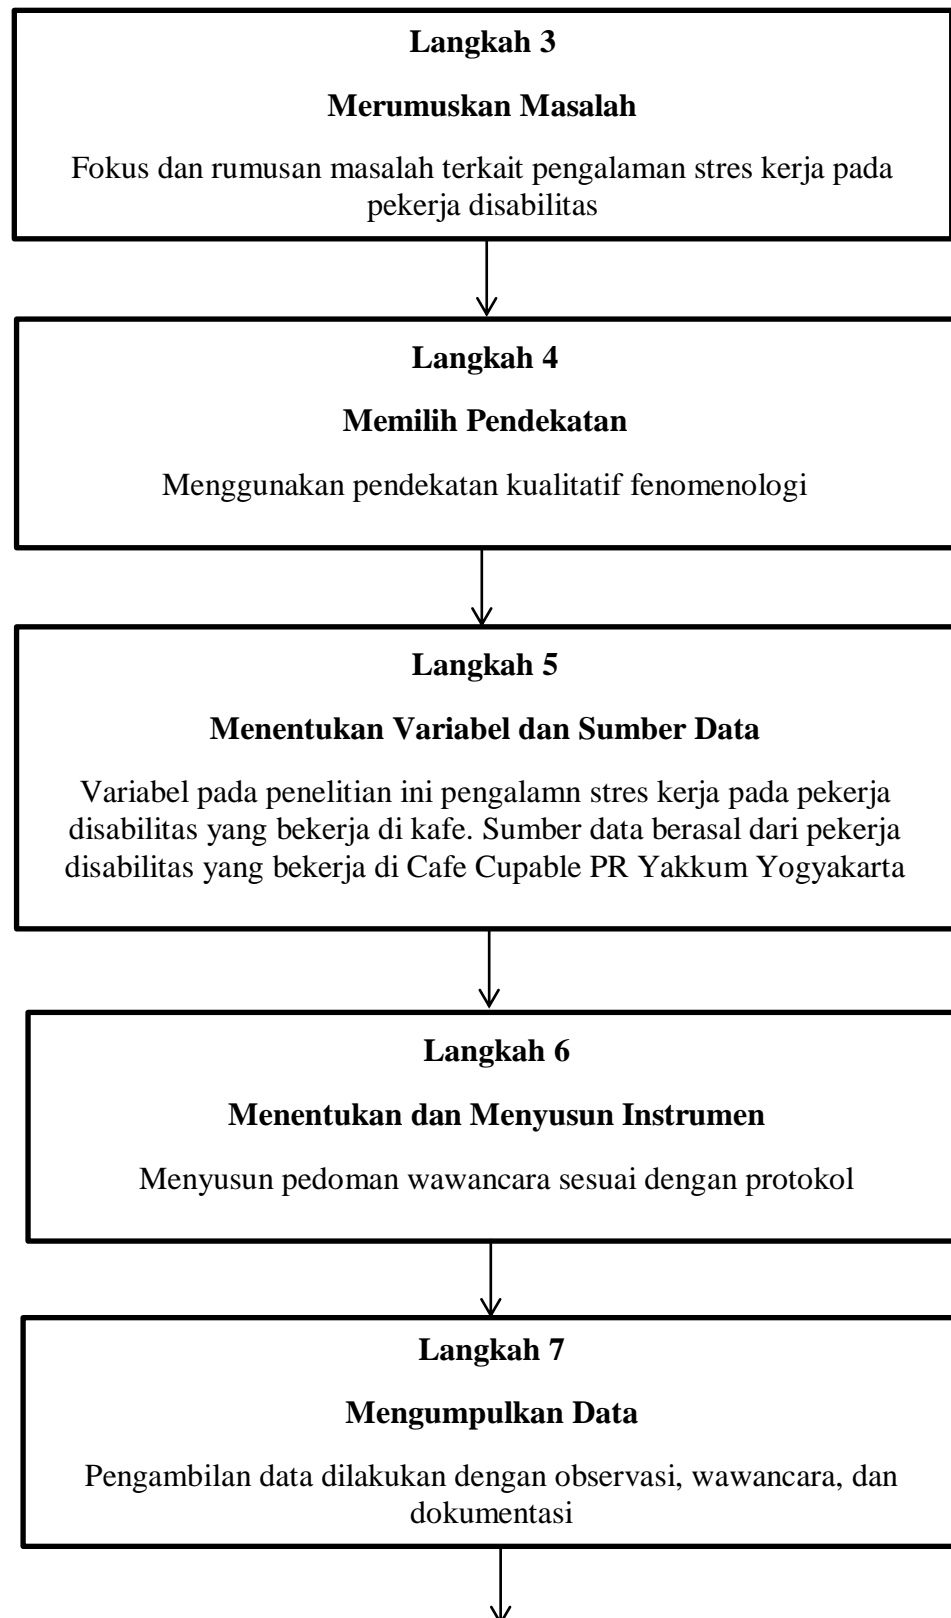 Langkah 3
Merumuskan Masalah
Fokus dan rumusan masalah terkait pengalaman stres kerja pada
pekerja disabilitas
Langkah 4
Memilih Pendekatan
Menggunakan pendekatan kualitatif fenomenologi
Langkah 5
Menentukan Variabel dan Sumber Data
Variabel pada penelitian ini pengalamn stres kerja pada pekerja
disabilitas yang bekerja di kafe. Sumber data berasal dari pekerja
disabilitas yang bekerja di Cafe Cupable PR Yakkum Yogyakarta
Langkah 6
Menentukan dan Menyusun Instrumen
Menyusun pedoman wawancara sesuai dengan protokol
Langkah 7
Mengumpulkan Data
Pengambilan data dilakukan dengan observasi, wawancara, dan
dokumentasi